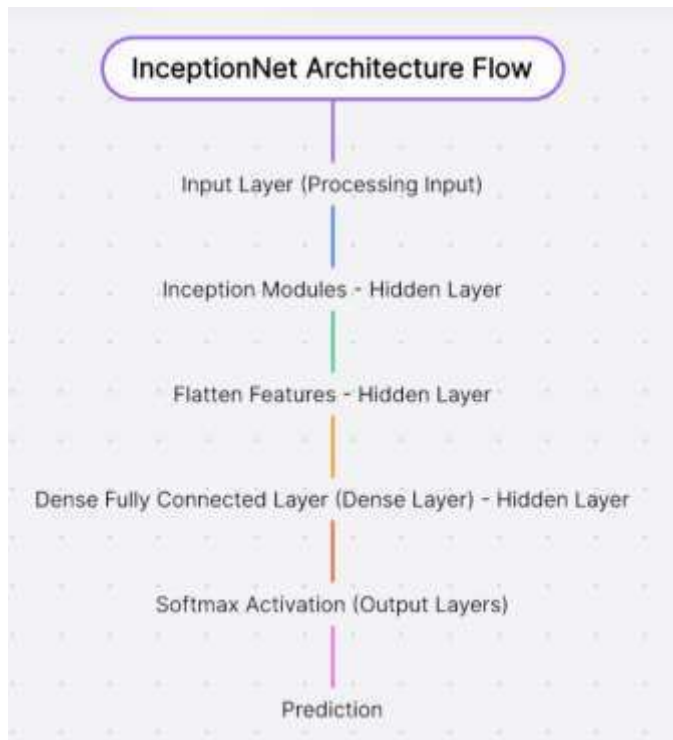 InceptionNet Architecture Flow
Input Layer (Processing Input)
Inception Modules - Hidden Layer
Flatten Features - Hidden Layer
Dense Fully Connected Layer (Dense Layer) - Hidden Layer
Softmax Activation (Output Layers)
Prediction